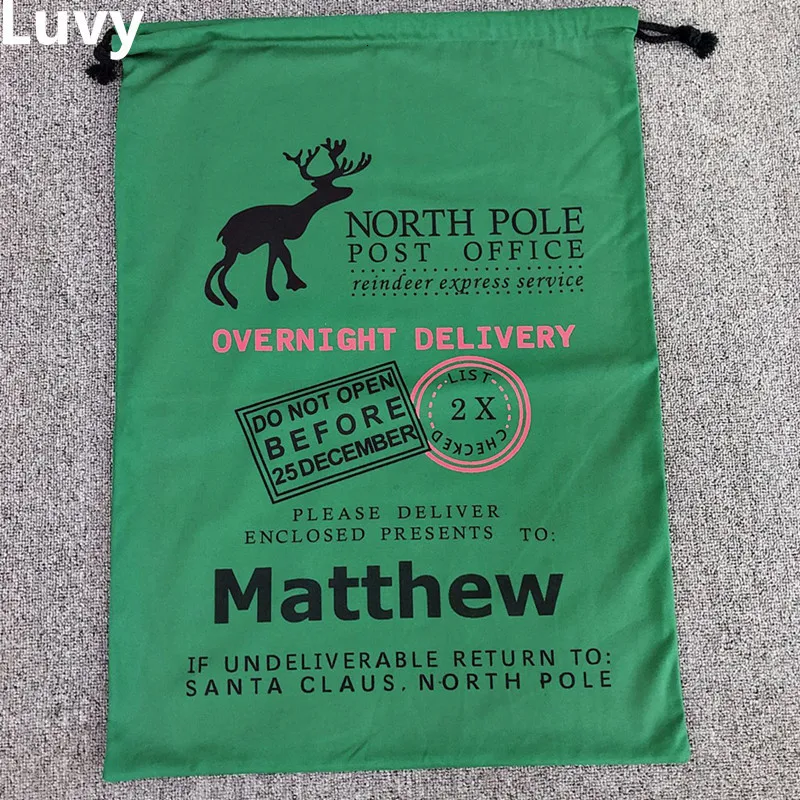 Luvy
NORTH POLE
POST OFFICE
reindeer express service
OVERNIGHT DELIVERY
DO NOT OPEN
BEFORE
25 DECEMBER
LIST
2 X
CHECKED
PLEASE DELIVER
ENCLOSED PRESENTS TO:
Matthew
IF UNDELIVERABLE RETURN TO:
SANTA CLAUS, NORTH POLE